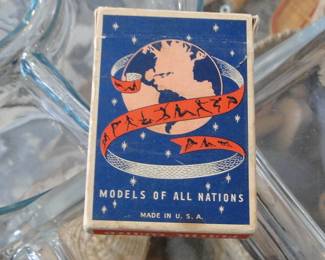 MODELS OF ALL NATIONS
MADE IN U. S. A.